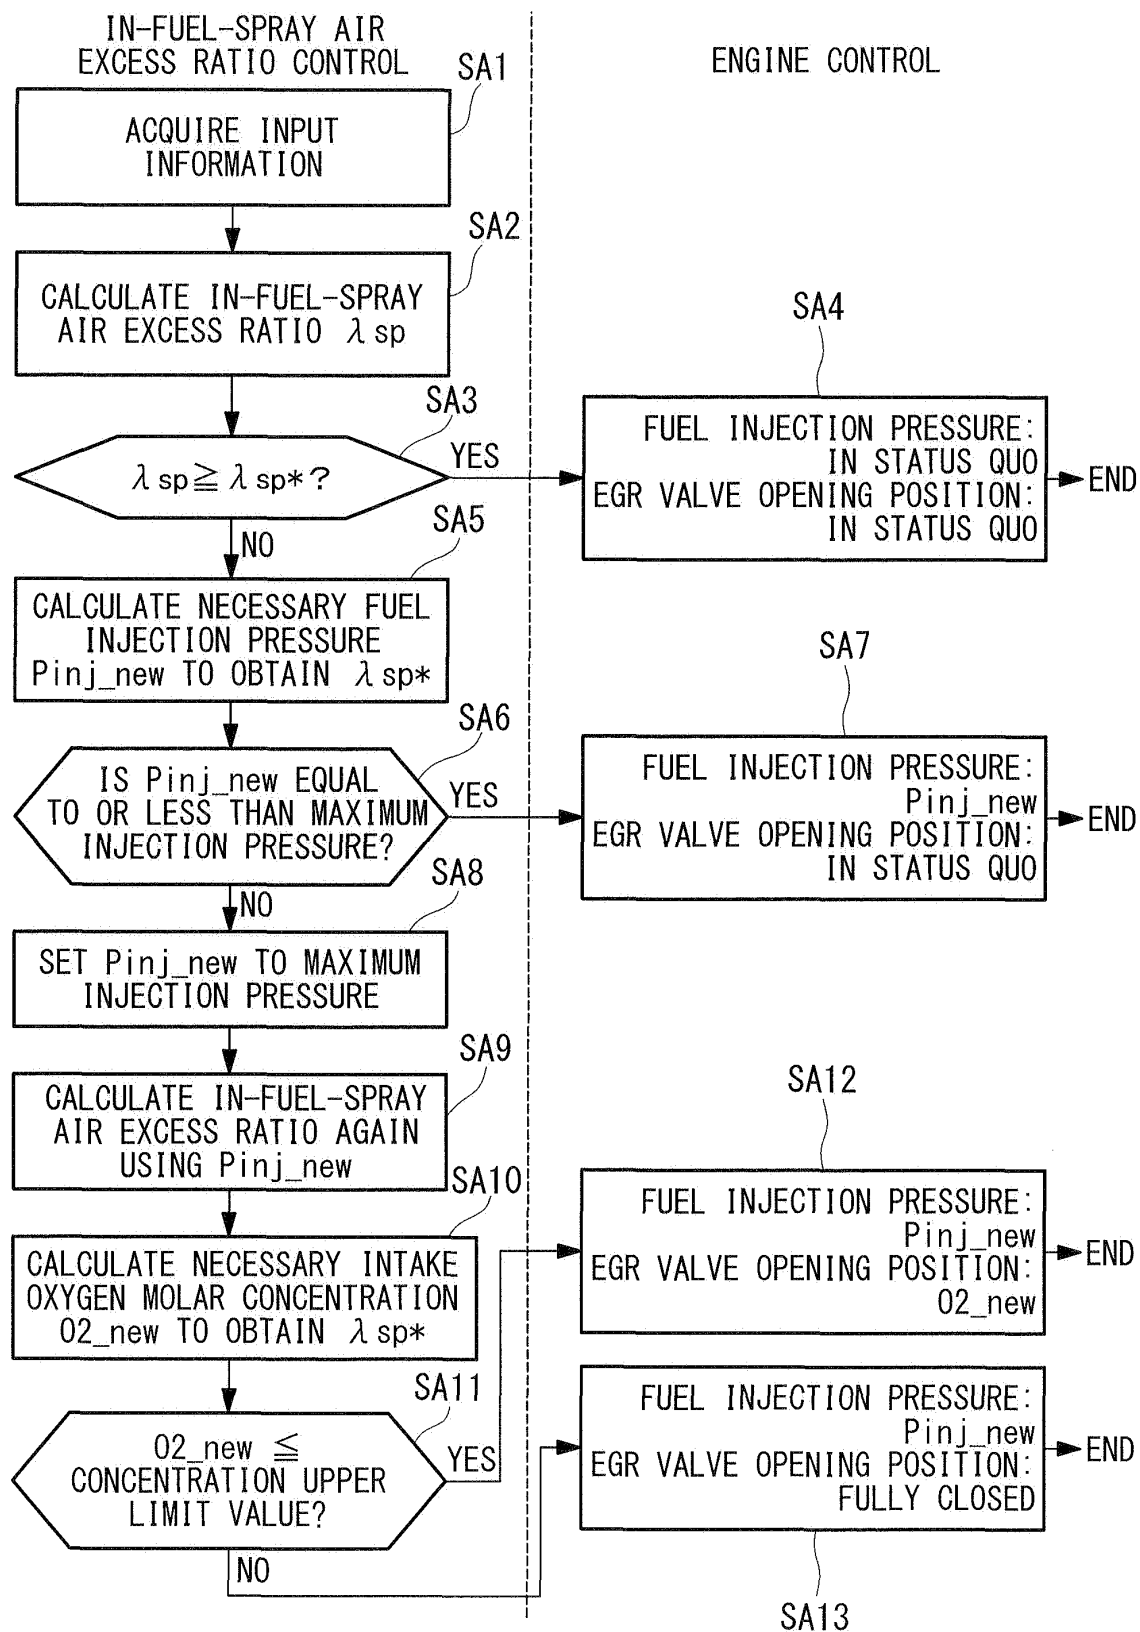 IN-FUEL-SPRAY AIR
EXCESS RATIO CONTROL
ENGINE CONTROL
SA1
ACQUIRE INPUT
INFORMATION
SA2
CALCULATE IN-FUEL-SPRAY
AIR EXCESS RATIO λsp
SA3
λsp≧λsp*?
YES
NO
SA4
FUEL INJECTION PRESSURE:
IN STATUS QUO
EGR VALVE OPENING POSITION:
IN STATUS QUO
END
SA5
CALCULATE NECESSARY FUEL
INJECTION PRESSURE
Pinj_new TO OBTAIN λsp*
SA6
IS Pinj_new EQUAL
TO OR LESS THAN MAXIMUM
INJECTION PRESSURE?
YES
NO
SA7
FUEL INJECTION PRESSURE:
Pinj_new
EGR VALVE OPENING POSITION:
IN STATUS QUO
END
SA8
SET Pinj_new TO MAXIMUM
INJECTION PRESSURE
SA9
CALCULATE IN-FUEL-SPRAY
AIR EXCESS RATIO AGAIN
USING Pinj_new
SA10
CALCULATE NECESSARY INTAKE
OXYGEN MOLAR CONCENTRATION
O2_new TO OBTAIN λsp*
SA11
O2_new ≦
CONCENTRATION UPPER
LIMIT VALUE?
YES
NO
SA12
FUEL INJECTION PRESSURE:
Pinj_new
EGR VALVE OPENING POSITION:
O2_new
END
FUEL INJECTION PRESSURE:
Pinj_new
EGR VALVE OPENING POSITION:
FULLY CLOSED
END
SA13